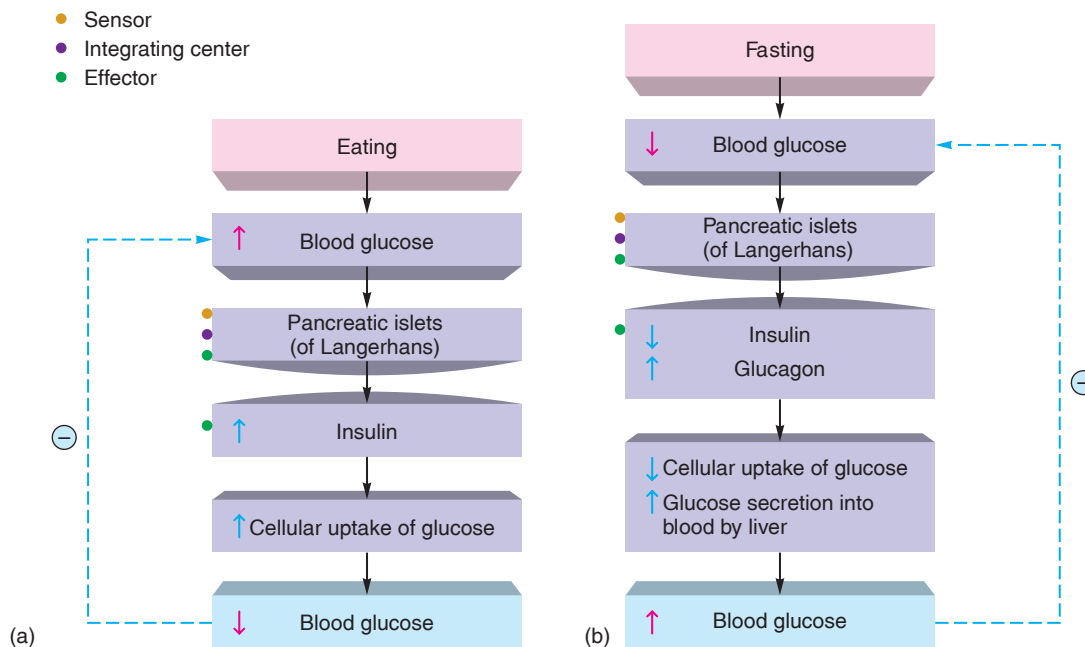 Sensor
Integrating center
Effector
Eating
↑ Blood glucose
Pancreatic islets
(of Langerhans)
↑ Insulin
↑ Cellular uptake of glucose
↓ Blood glucose
−
(a)
Fasting
↓ Blood glucose
Pancreatic islets
(of Langerhans)
↓ Insulin
↑ Glucagon
↓ Cellular uptake of glucose
↑ Glucose secretion into
blood by liver
↑ Blood glucose
−
(b)